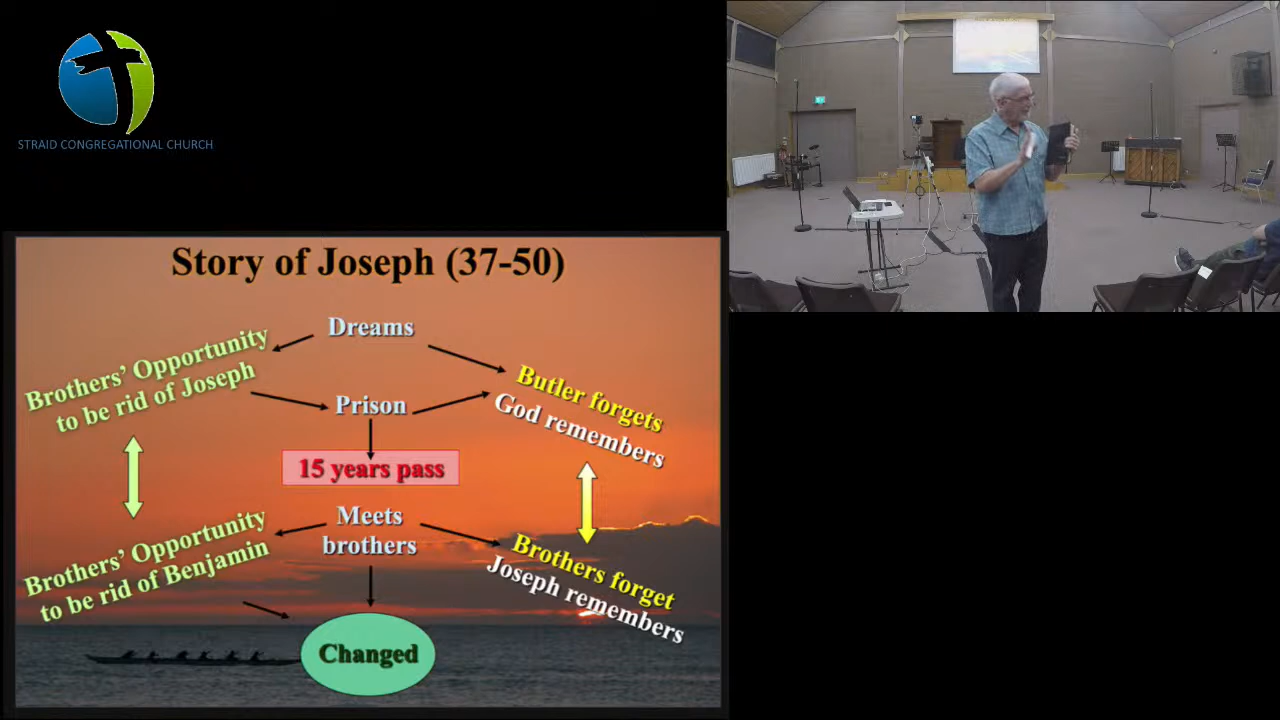 STRAID CONGREGATIONAL CHURCH
Story of Joseph (37-50)
Dreams
Brothers' Opportunity
to be rid of Joseph
Butler forgets
God remembers
Prison
15 years pass
Meets
brothers
Brothers' Opportunity
to be rid of Benjamin
Brothers forget
Joseph remembers
Changed